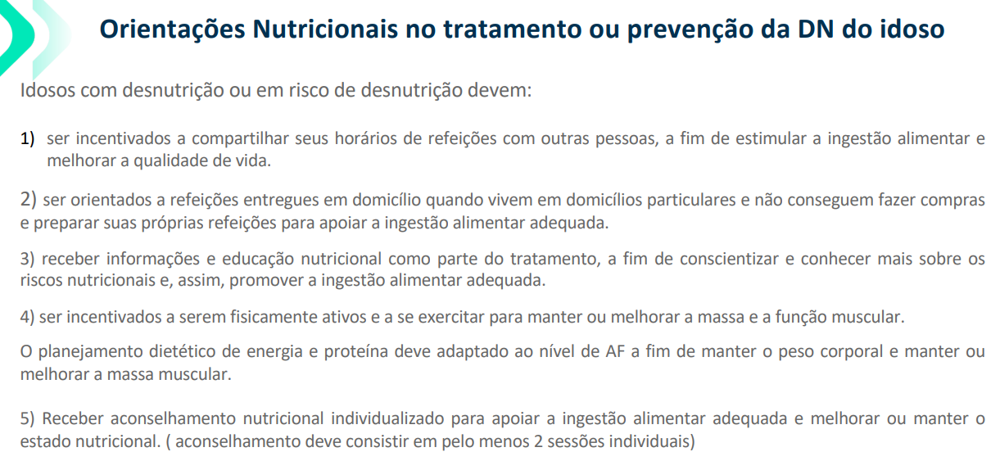 Orientações Nutricionais no tratamento ou prevenção da DN do idoso
Idosos com desnutrição ou em risco de desnutrição devem:
1) ser incentivados a compartilhar seus horários de refeições com outras pessoas, a fim de estimular a ingestão alimentar e
melhorar a qualidade de vida.
2) ser orientados a refeições entregues em domicílio quando vivem em domicílios particulares e não conseguem fazer compras
e preparar suas próprias refeições para apoiar a ingestão alimentar adequada.
3) receber informações e educação nutricional como parte do tratamento, a fim de conscientizar e conhecer mais sobre os
riscos nutricionais e, assim, promover a ingestão alimentar adequada.
4) ser incentivados a serem fisicamente ativos e a se exercitar para manter ou melhorar a massa e a função muscular.
O planejamento dietético de energia e proteína deve adaptado ao nível de AF a fim de manter o peso corporal e manter ou
melhorar a massa muscular.
5) Receber aconselhamento nutricional individualizado para apoiar a ingestão alimentar adequada e melhorar ou manter o
estado nutricional. ( aconselhamento deve consistir em pelo menos 2 sessões individuais)